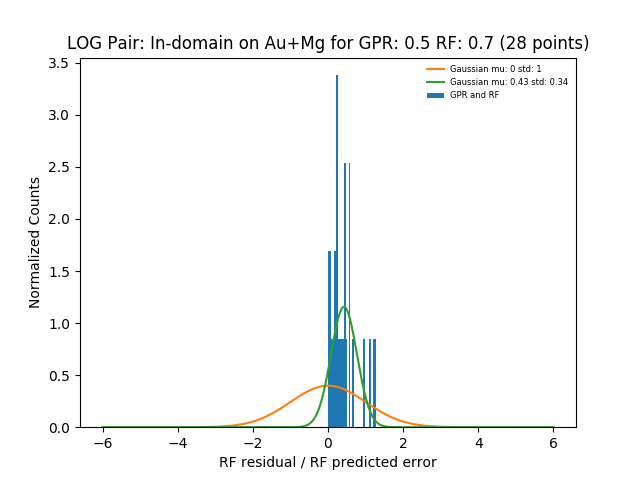 LOG Pair: In-domain on Au+Mg for GPR: 0.5 RF: 0.7 (28 points)
Gaussian mu: 0 std: 1
Gaussian mu: 0.43 std: 0.34
GPR and RF
Normalized Counts
3.5
3.0
2.5
2.0
1.5
1.0
0.5
0.0
−6 −4 −2 0 2 4 6
RF residual / RF predicted error